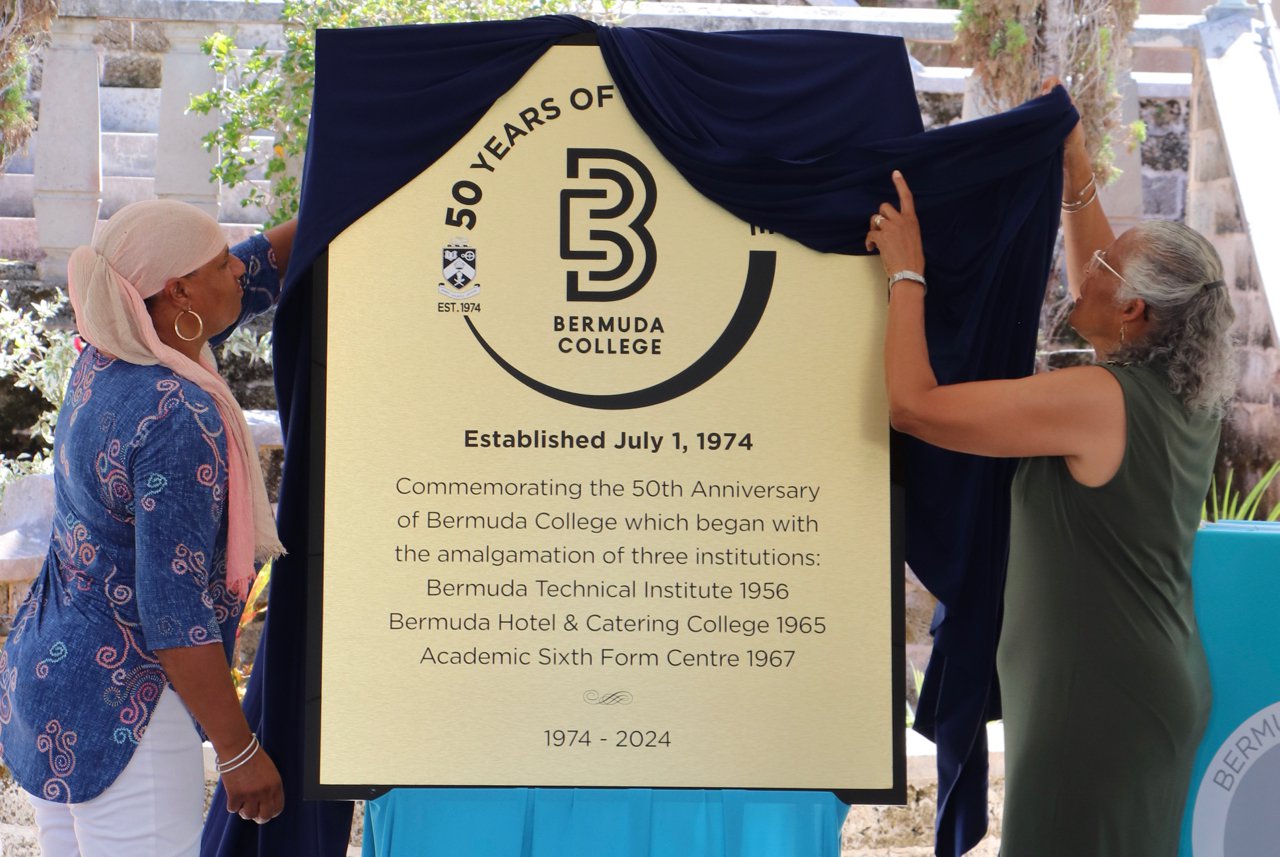 50 YEARS OF
EST. 1974
BERMUDA
COLLEGE
Established July 1, 1974
Commemorating the 50th Anniversary
of Bermuda College which began with
the amalgamation of three institutions:
Bermuda Technical Institute 1956
Bermuda Hotel & Catering College 1965
Academic Sixth Form Centre 1967
1974 - 2024